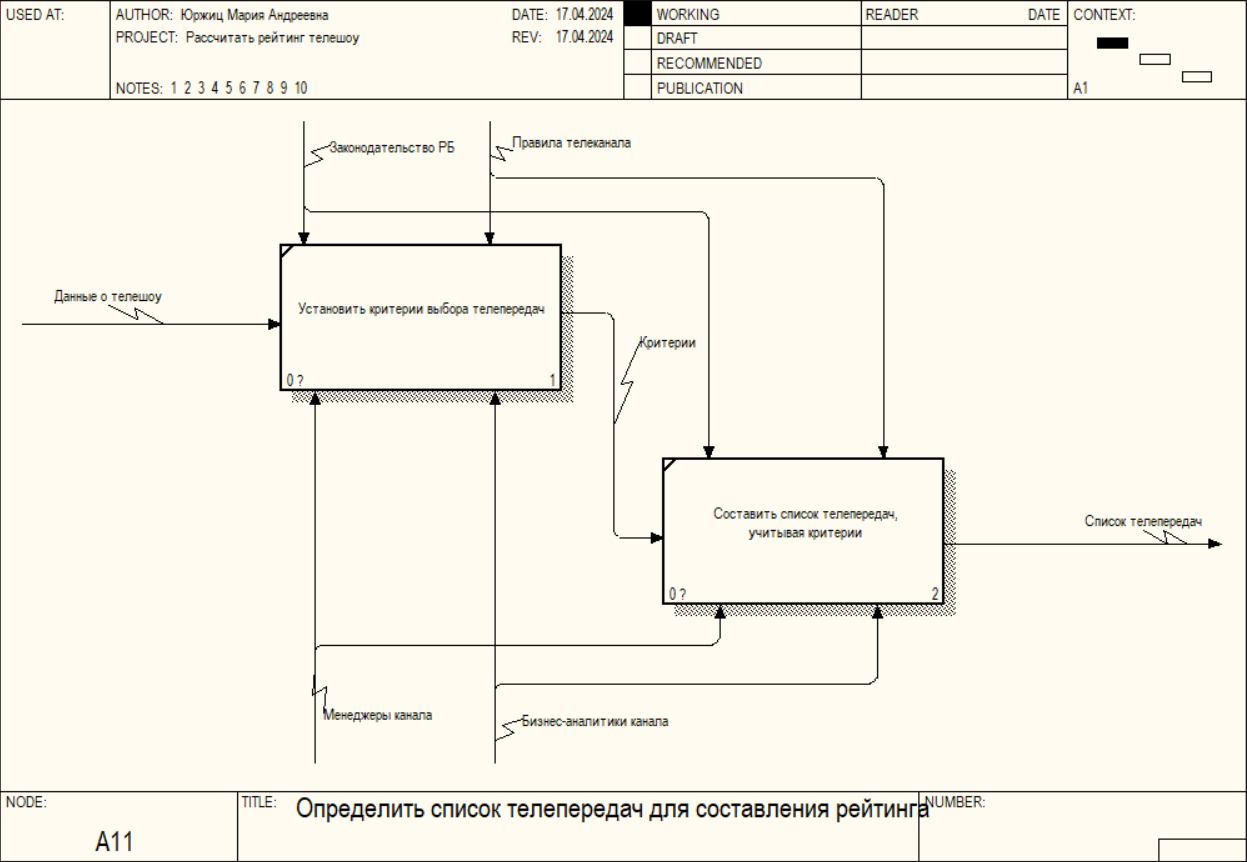 USED AT:
AUTHOR: Юржиц Мария Андреевна
DATE: 17.04.2024
PROJECT: Рассчитать рейтинг телешоу
REV: 17.04.2024
NOTES: 1 2 3 4 5 6 7 8 9 10
WORKING
DRAFT
RECOMMENDED
PUBLICATION
READER
DATE
CONTEXT:
A1
Законодательство РБ
Правила телеканала
Данные о телешоу
Установить критерии выбора телепередач
0 ?
1
Критерии
Составить список телепередач,
учитывая критерии
0 ?
2
Список телепередач
Менеджеры канала
Бизнес-аналитики канала
NODE:
A11
TITLE:
Определить список телепередач для составления рейтинга
NUMBER: